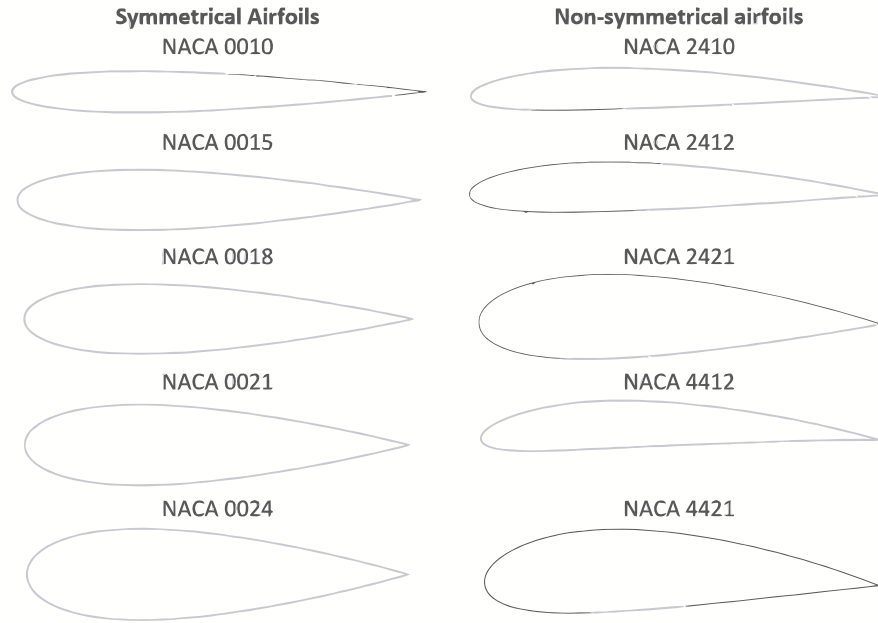 Symmetrical Airfoils
NACA 0010
NACA 0015
NACA 0018
NACA 0021
NACA 0024
Non-symmetrical airfoils
NACA 2410
NACA 2412
NACA 2421
NACA 4412
NACA 4421